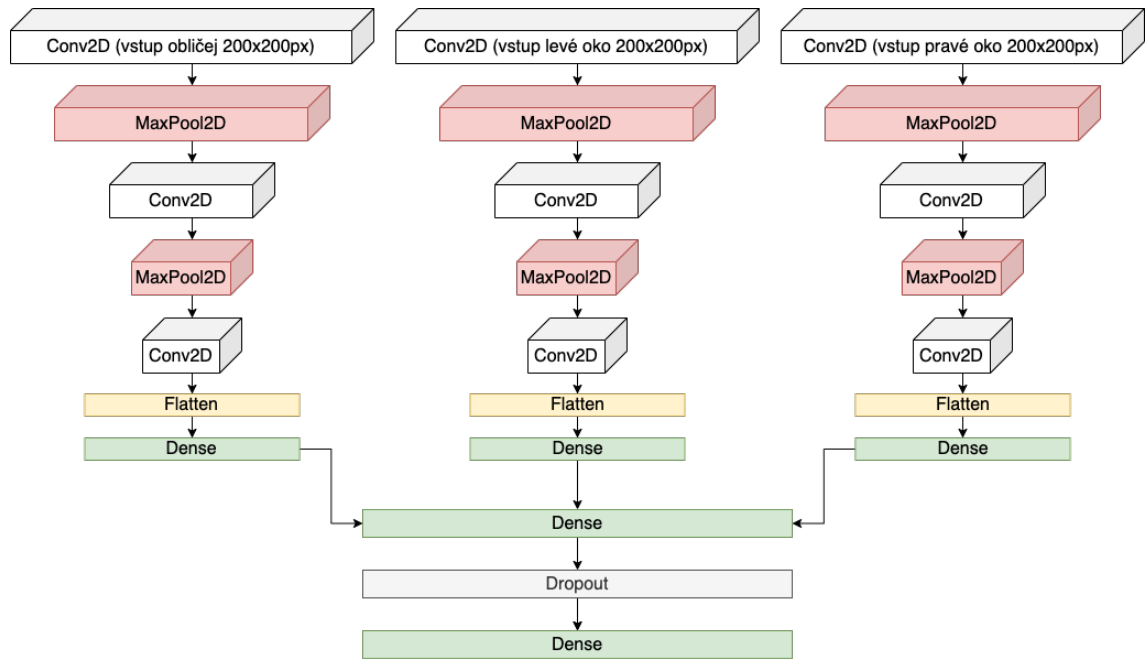 Conv2D (vstup obličej 200x200px)
Conv2D (vstup levé oko 200x200px)
Conv2D (vstup pravé oko 200x200px)
MaxPool2D
MaxPool2D
MaxPool2D
Conv2D
Conv2D
Conv2D
MaxPool2D
MaxPool2D
MaxPool2D
Conv2D
Conv2D
Conv2D
Flatten
Flatten
Flatten
Dense
Dense
Dense
Dense
Dropout
Dense